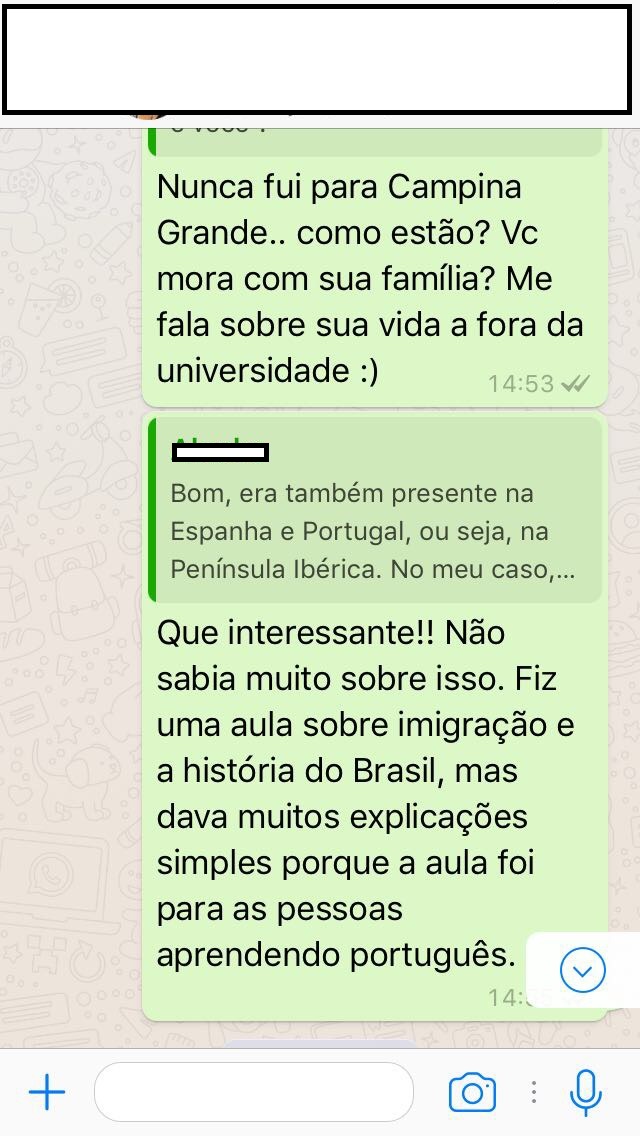 Nunca fui para Campina
Grande.. como estão? Vc
mora com sua família? Me
fala sobre sua vida a fora da
universidade :)
14:53
Bom, era também presente na
Espanha e Portugal, ou seja, na
Península Ibérica. No meu caso,...
Que interessante!! Não
sabia muito sobre isso. Fiz
uma aula sobre imigração e
a história do Brasil, mas
dava muitos explicações
simples porque a aula foi
para as pessoas
aprendendo português.